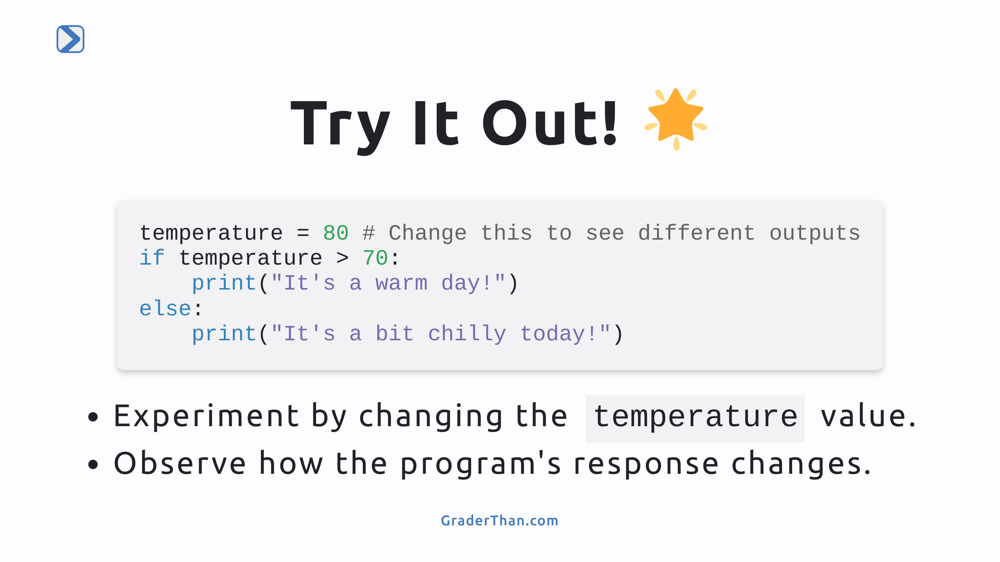 Try It Out! 🌟
temperature = 80 # Change this to see different outputs
if temperature > 70:
    print("It's a warm day!")
else:
    print("It's a bit chilly today!")
• Experiment by changing the temperature value.
• Observe how the program's response changes.
GraderThan.com